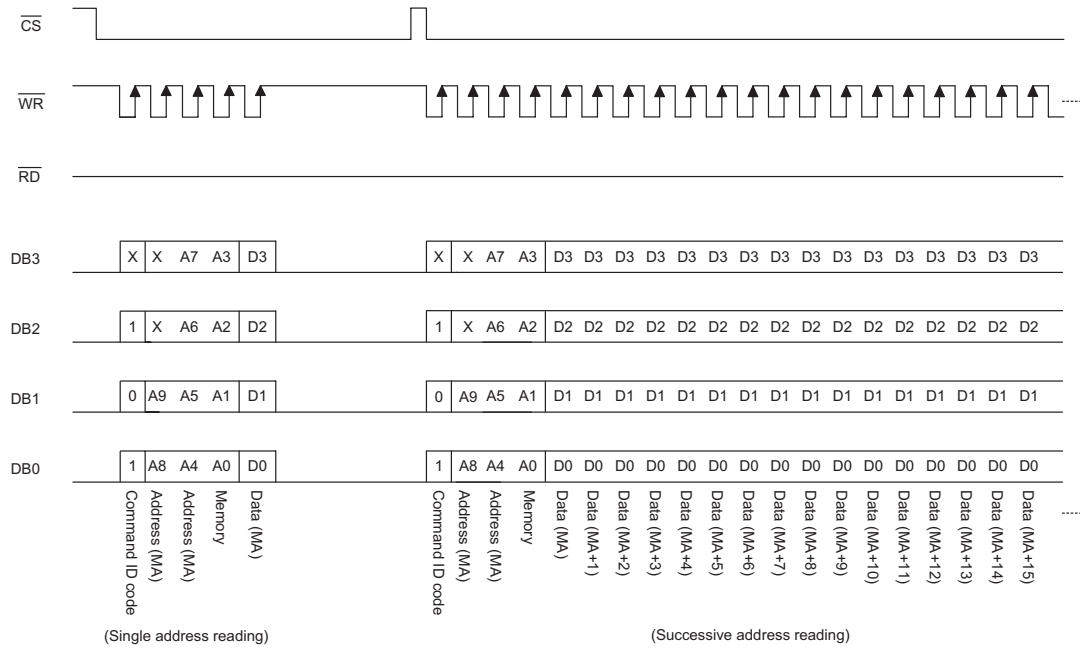 CS
WR
RD
DB3 X X A7 A3 D3 X X A7 A3 D3 D3 D3 D3 D3 D3 D3 D3 D3 D3 D3 D3 D3 D3 D3 D3
DB2 1 X A6 A2 D2 1 X A6 A2 D2 D2 D2 D2 D2 D2 D2 D2 D2 D2 D2 D2 D2 D2 D2 D2
DB1 0 A9 A5 A1 D1 0 A9 A5 A1 D1 D1 D1 D1 D1 D1 D1 D1 D1 D1 D1 D1 D1 D1 D1 D1
DB0 1 A8 A4 A0 D0 1 A8 A4 A0 D0 D0 D0 D0 D0 D0 D0 D0 D0 D0 D0 D0 D0 D0 D0 D0
Command ID code
Address (MA)
Address (MA)
Memory
Data (MA)
Command ID code
Address (MA)
Address (MA)
Memory
Data (MA)
Data (MA+1)
Data (MA+2)
Data (MA+3)
Data (MA+4)
Data (MA+5)
Data (MA+6)
Data (MA+7)
Data (MA+8)
Data (MA+9)
Data (MA+10)
Data (MA+11)
Data (MA+12)
Data (MA+13)
Data (MA+14)
Data (MA+15)
(Single address reading)
(Successive address reading)